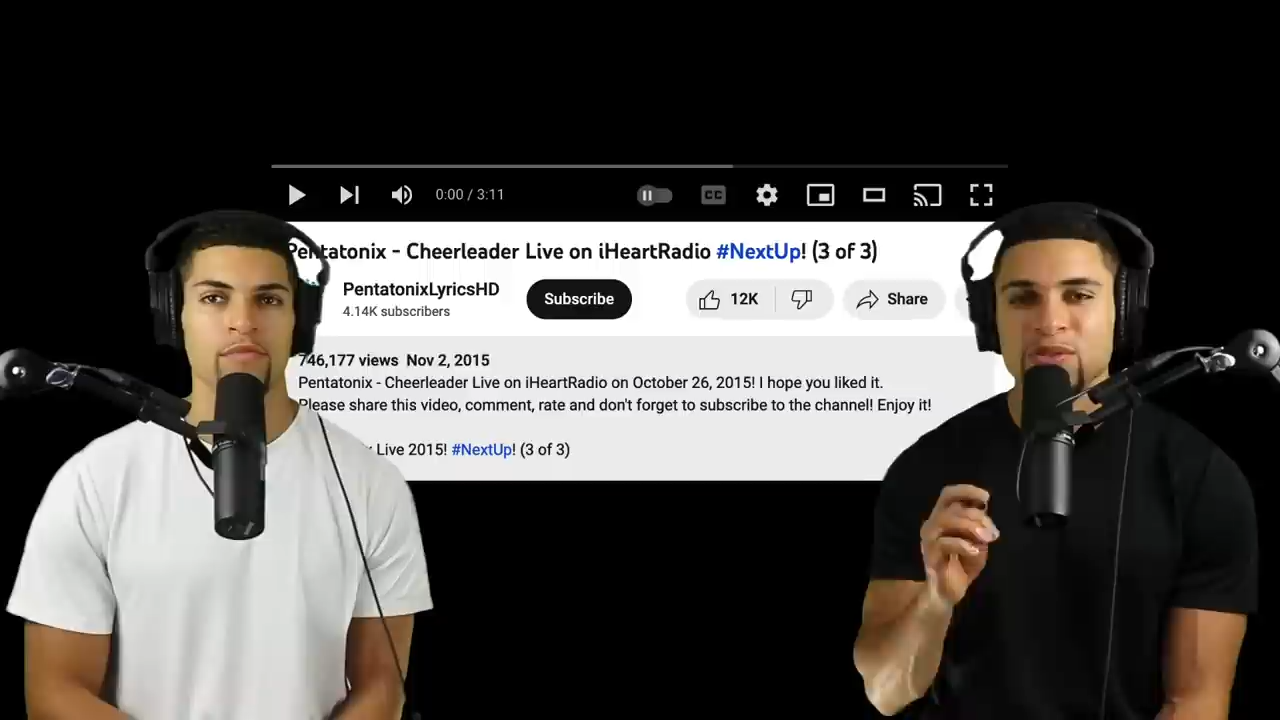 0:00 / 3:11
CC
Pentatonix - Cheerleader Live on iHeartRadio #NextUp! (3 of 3)
PentatonixLyricsHD
4.14K subscribers
Subscribe
12K
Share
746,177 views Nov 2, 2015
Pentatonix - Cheerleader Live on iHeartRadio on October 26, 2015! I hope you liked it.
Please share this video, comment, rate and don't forget to subscribe to the channel! Enjoy it!
Live 2015! #NextUp! (3 of 3)